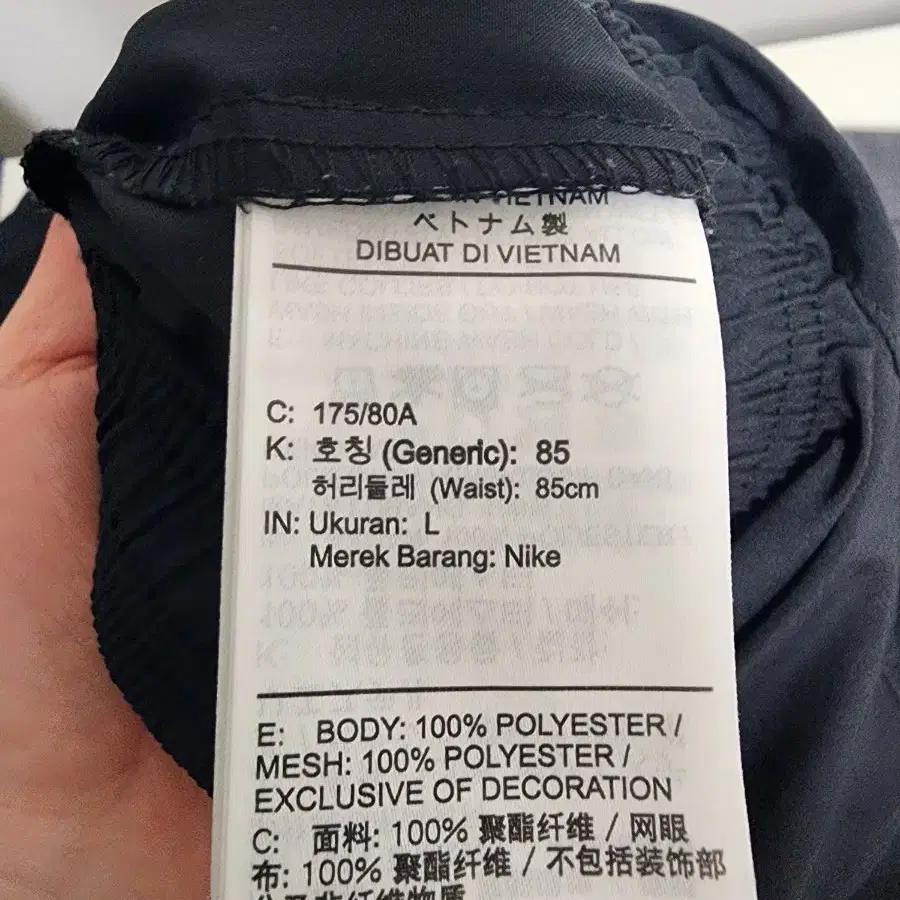 VIETNAM
ベトナム製
DIBUAT DI VIETNAM
C: 175/80A
K: 호칭 (Generic): 85
허리둘레 (Waist): 85cm
IN: Ukuran: L
Merek Barang: Nike
E: BODY: 100% POLYESTER /
MESH: 100% POLYESTER /
EXCLUSIVE OF DECORATION
C: 面料: 100% 聚酯纤维 / 网眼
布: 100% 聚酯纤维 / 不包括装饰部